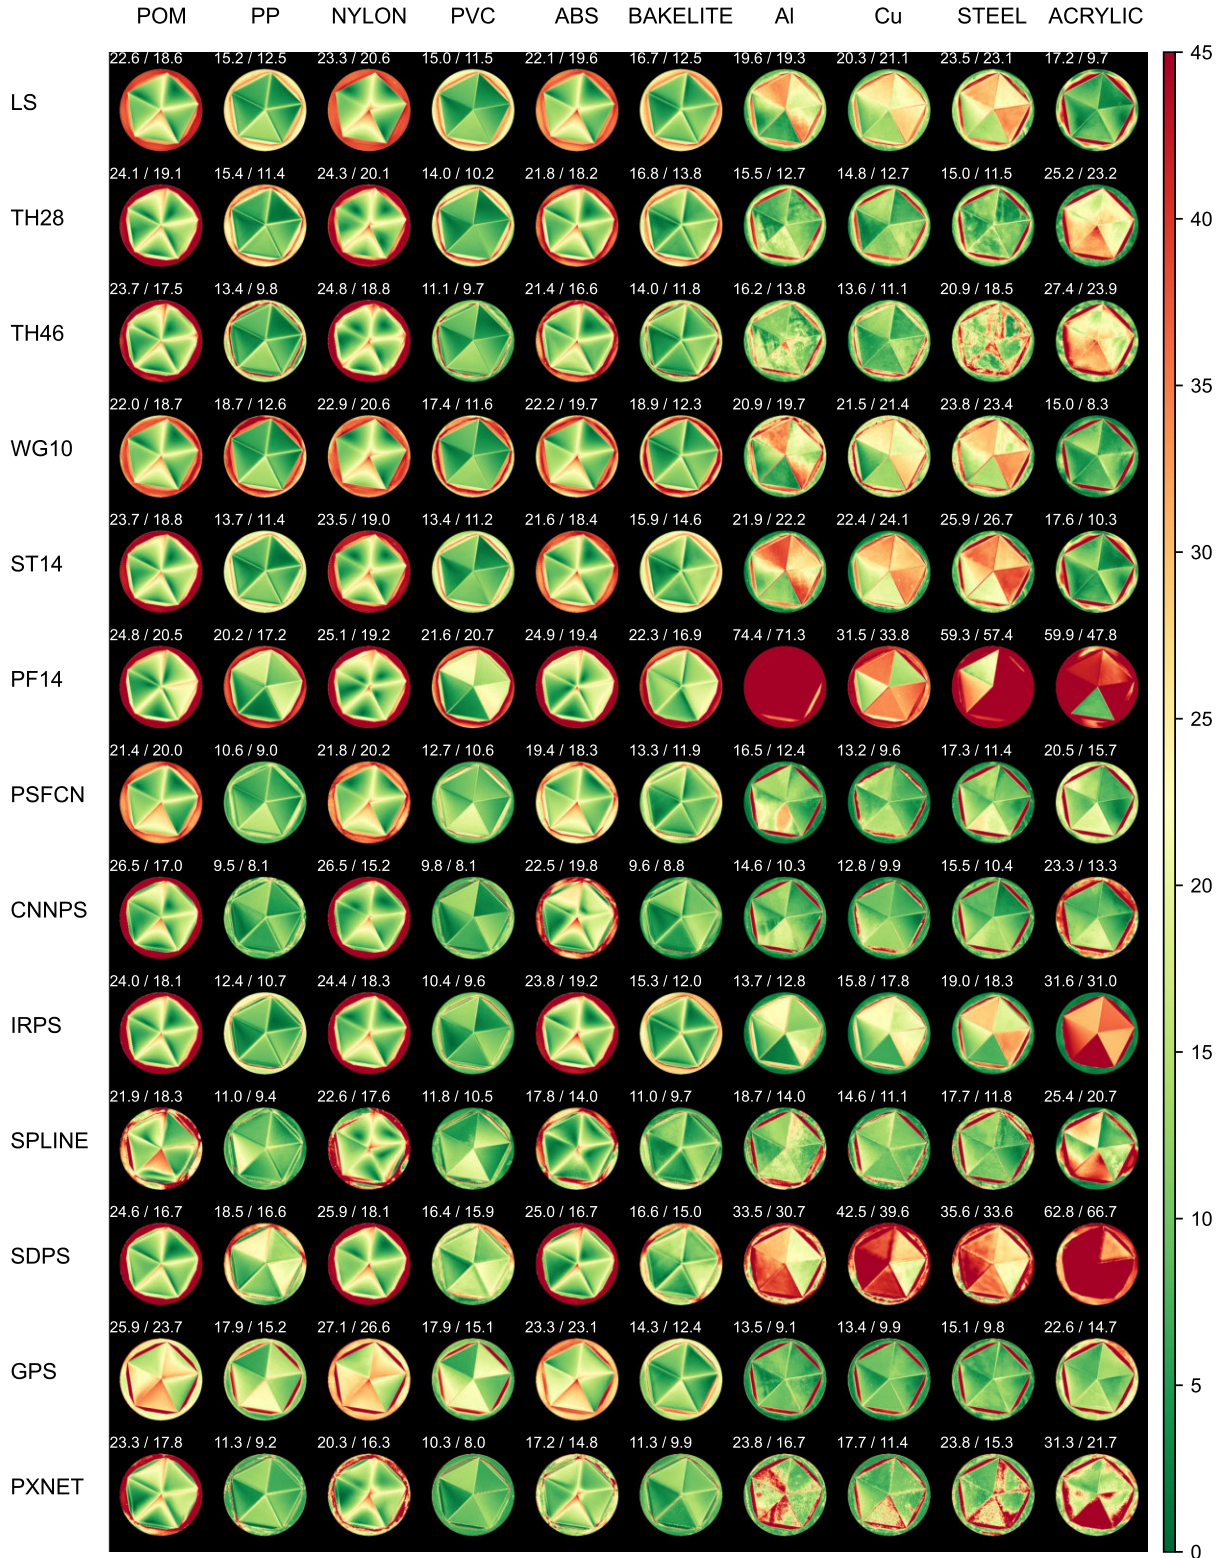 POM PP NYLON PVC ABS BAKELITE Al Cu STEEL ACRYLIC
22.6 / 18.6 15.2 / 12.5 23.3 / 20.6 15.0 / 11.5 22.1 / 19.6 16.7 / 12.5 19.6 / 19.3 20.3 / 21.1 23.5 / 23.1 17.2 / 9.7 45
LS
24.1 / 19.1 15.4 / 11.4 24.3 / 20.1 14.0 / 10.2 21.8 / 18.2 16.8 / 13.8 15.5 / 12.7 14.8 / 12.7 15.0 / 11.5 25.2 / 23.2
TH28 40
23.7 / 17.5 13.4 / 9.8 24.8 / 18.8 11.1 / 9.7 21.4 / 16.6 14.0 / 11.8 16.2 / 13.8 13.6 / 11.1 20.9 / 18.5 27.4 / 23.9
TH46
35
22.0 / 18.7 18.7 / 12.6 22.9 / 20.6 17.4 / 11.6 22.2 / 19.7 18.9 / 12.3 20.9 / 19.7 21.5 / 21.4 23.8 / 23.4 15.0 / 8.3
WG10
23.7 / 18.8 13.7 / 11.4 23.5 / 19.0 13.4 / 11.2 21.6 / 18.4 15.9 / 14.6 21.9 / 22.2 22.4 / 24.1 25.9 / 26.7 17.6 / 10.3
30
ST14
24.8 / 20.5 20.2 / 17.2 25.1 / 19.2 21.6 / 20.7 24.9 / 19.4 22.3 / 16.9 74.4 / 71.3 31.5 / 33.8 59.3 / 57.4 59.9 / 47.8
PF14
25
21.4 / 20.0 10.6 / 9.0 21.8 / 20.2 12.7 / 10.6 19.4 / 18.3 13.3 / 11.9 16.5 / 12.4 13.2 / 9.6 17.3 / 11.4 20.5 / 15.7
PSFCN
26.5 / 17.0 9.5 / 8.1 26.5 / 15.2 9.8 / 8.1 22.5 / 19.8 9.6 / 8.8 14.6 / 10.3 12.8 / 9.9 15.5 / 10.4 23.3 / 13.3
20
CNNPS
24.0 / 18.1 12.4 / 10.7 24.4 / 18.3 10.4 / 9.6 23.8 / 19.2 15.3 / 12.0 13.7 / 12.8 15.8 / 17.8 19.0 / 18.3 31.6 / 31.0
IRPS
15
21.9 / 18.3 11.0 / 9.4 22.6 / 17.6 11.8 / 10.5 17.8 / 14.0 11.0 / 9.7 18.7 / 14.0 14.6 / 11.1 17.7 / 11.8 25.4 / 20.7
SPLINE
24.6 / 16.7 18.5 / 16.6 25.9 / 18.1 16.4 / 15.9 25.0 / 16.7 16.6 / 15.0 33.5 / 30.7 42.5 / 39.6 35.6 / 33.6 62.8 / 66.7
10
SDPS
25.9 / 23.7 17.9 / 15.2 27.1 / 26.6 17.9 / 15.1 23.3 / 23.1 14.3 / 12.4 13.5 / 9.1 13.4 / 9.9 15.1 / 9.8 22.6 / 14.7
GPS
5
23.3 / 17.8 11.3 / 9.2 20.3 / 16.3 10.3 / 8.0 17.2 / 14.8 11.3 / 9.9 23.8 / 16.7 17.7 / 11.4 23.8 / 15.3 31.3 / 21.7
PXNET
0